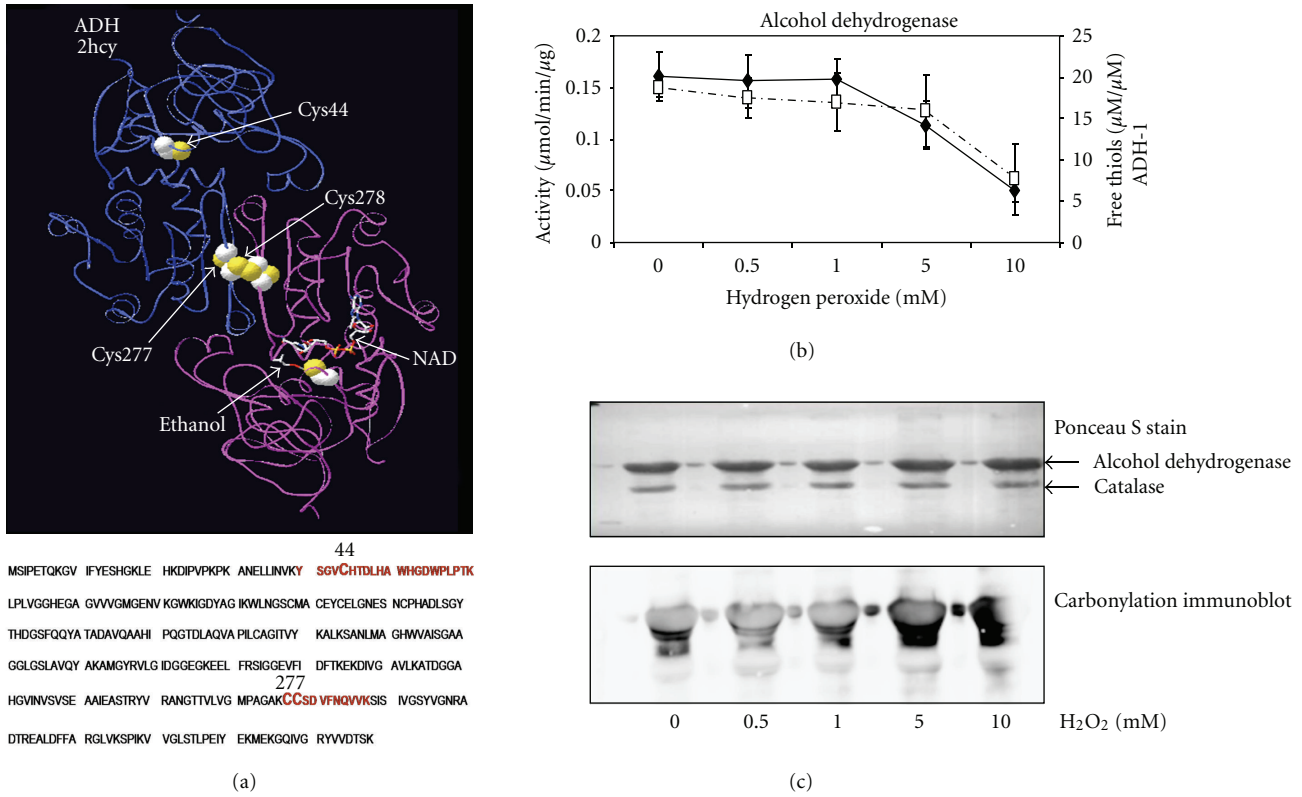 ADH
2hcy
Cys44
Cys278
Cys277
NAD
Ethanol
44
MSIPETQKGV IFYESHGKLE HKDIPVPKPK ANELLINVKY SGVCHTDLHA WHGDWPLPTK
LPLVGGHEGA GVVVGMGENV KGWKIGDYAG IKWLNGSCMA CEYCELGNES NCPHADLSGY
THDGSFQQYA TADAVQAAHI PQGTDLAQVA PILCAGITVY KALKSANLMA GHWVAISGAA
GGLGSLAVQY AKAMGYRVLG IDGGEGKEEL FRSIGGEVFI DFTKEKDIVG AVLKATDGGA
277
HGVINVSVSE AAIEASTRYV RANGTTVLVG MPAGAKCCSD VFNQVVKSIS IVGSYVGNRA
DTREALDFFA RGLVKSPIKV VGLSTLPEIY EKMEKGQIVG RYVVDTSK
(a)
Alcohol dehydrogenase
Activity (µmol/min/µg)
0.2
0.15
0.1
0.05
0
25
20
15
10
5
0
Free thiols (µM/µM)
ADH-1
0 0.5 1 5 10
Hydrogen peroxide (mM)
(b)
Ponceau S stain
Alcohol dehydrogenase
Catalase
Carbonylation immunoblot
0 0.5 1 5 10 H₂O₂ (mM)
(c)